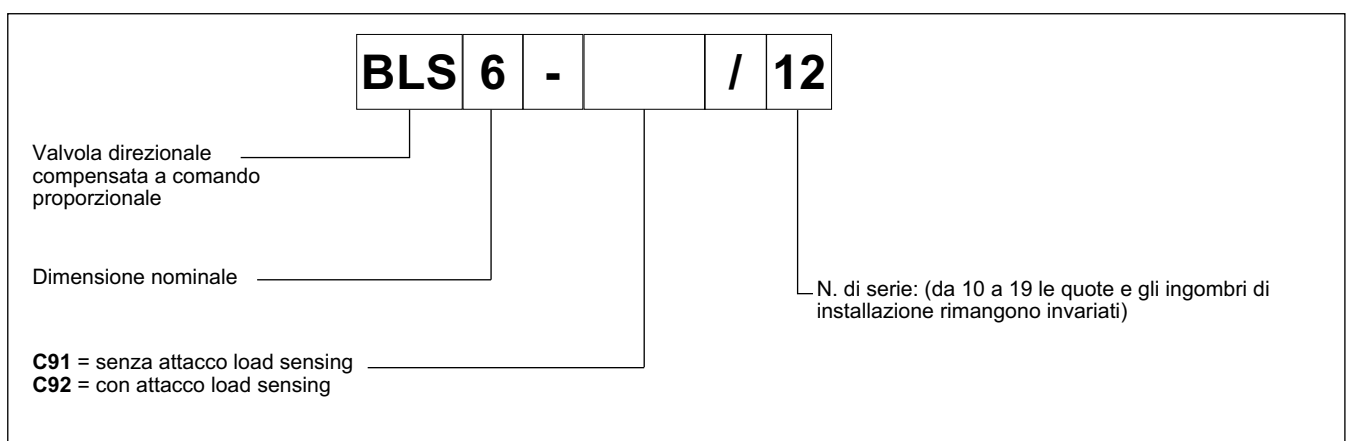 BLS 6 - / 12
Valvola direzionale
compensata a comando
proporzionale
Dimensione nominale
N. di serie: (da 10 a 19 le quote e gli ingombri di
installazione rimangono invariati)
C91 = senza attacco load sensing
C92 = con attacco load sensing